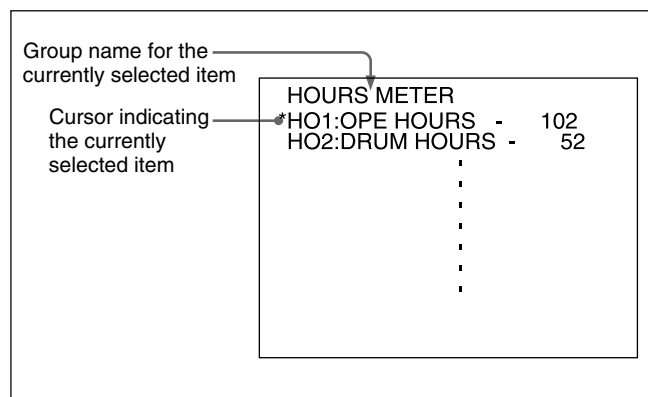 Group name for the
currently selected item
HOURS METER
Cursor indicating
the currently
selected item
*HO1:OPE HOURS - 102
HO2:DRUM HOURS - 52